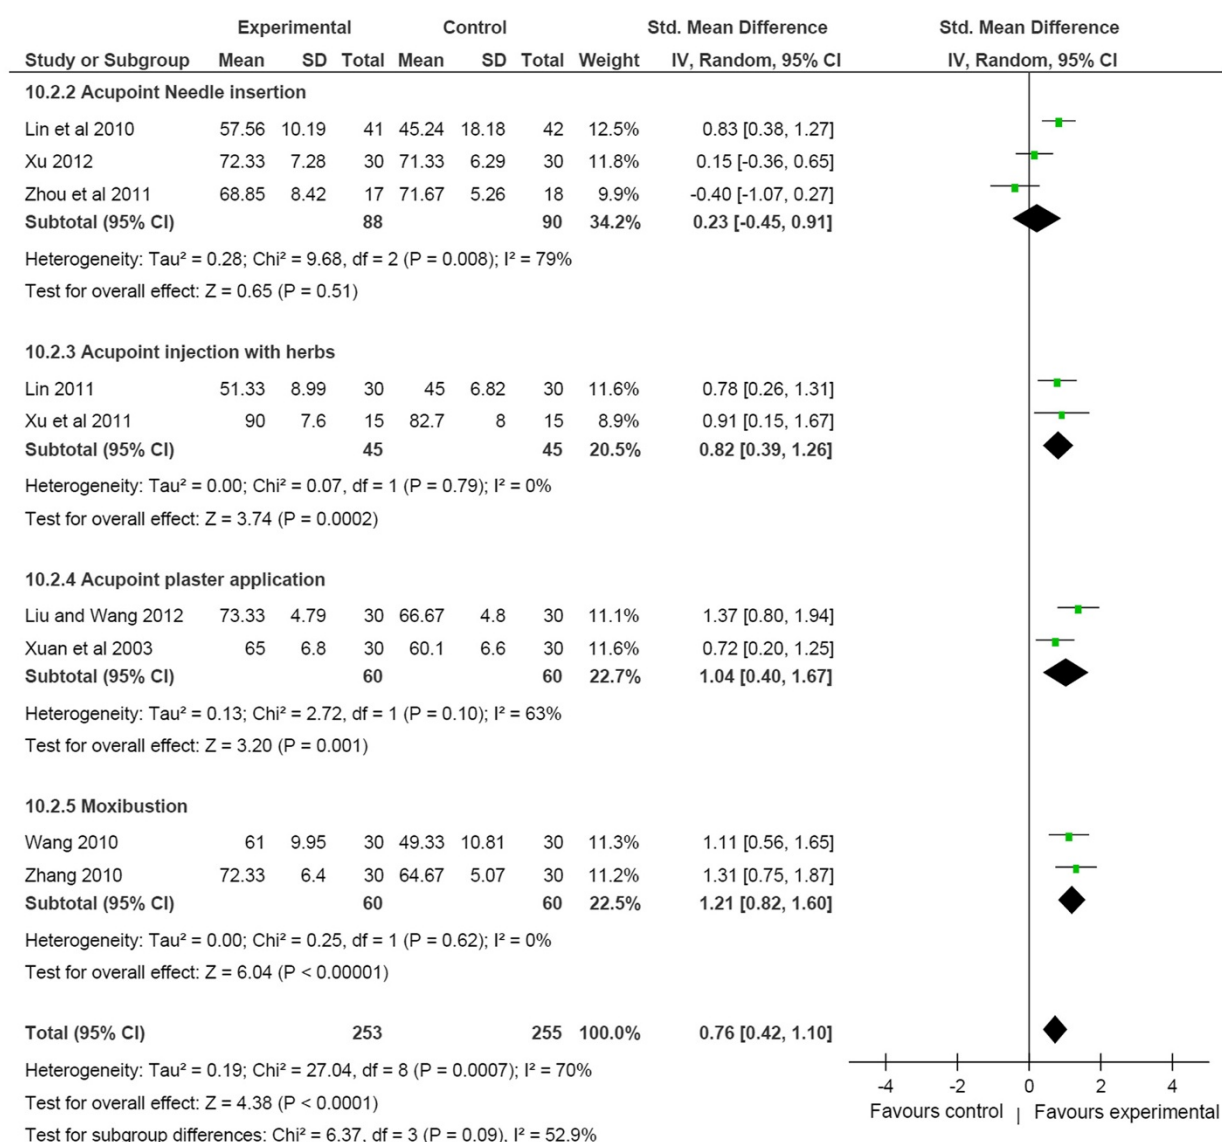 Experimental Control Std. Mean Difference Std. Mean Difference
Study or Subgroup Mean SD Total Mean SD Total Weight IV, Random, 95% CI IV, Random, 95% CI
10.2.2 Acupoint Needle insertion
Lin et al 2010 57.56 10.19 41 45.24 18.18 42 12.5% 0.83 [0.38, 1.27]
Xu 2012 72.33 7.28 30 71.33 6.29 30 11.8% 0.15 [-0.36, 0.65]
Zhou et al 2011 68.85 8.42 17 71.67 5.26 18 9.9% -0.40 [-1.07, 0.27]
Subtotal (95% CI) 88 90 34.2% 0.23 [-0.45, 0.91]
Heterogeneity: Tau² = 0.28; Chi² = 9.68, df = 2 (P = 0.008); I² = 79%
Test for overall effect: Z = 0.65 (P = 0.51)
10.2.3 Acupoint injection with herbs
Lin 2011 51.33 8.99 30 45 6.82 30 11.6% 0.78 [0.26, 1.31]
Xu et al 2011 90 7.6 15 82.7 8 15 8.9% 0.91 [0.15, 1.67]
Subtotal (95% CI) 45 45 20.5% 0.82 [0.39, 1.26]
Heterogeneity: Tau² = 0.00; Chi² = 0.07, df = 1 (P = 0.79); I² = 0%
Test for overall effect: Z = 3.74 (P = 0.0002)
10.2.4 Acupoint plaster application
Liu and Wang 2012 73.33 4.79 30 66.67 4.8 30 11.1% 1.37 [0.80, 1.94]
Xuan et al 2003 65 6.8 30 60.1 6.6 30 11.6% 0.72 [0.20, 1.25]
Subtotal (95% CI) 60 60 22.7% 1.04 [0.40, 1.67]
Heterogeneity: Tau² = 0.13; Chi² = 2.72, df = 1 (P = 0.10); I² = 63%
Test for overall effect: Z = 3.20 (P = 0.001)
10.2.5 Moxibustion
Wang 2010 61 9.95 30 49.33 10.81 30 11.3% 1.11 [0.56, 1.65]
Zhang 2010 72.33 6.4 30 64.67 5.07 30 11.2% 1.31 [0.75, 1.87]
Subtotal (95% CI) 60 60 22.5% 1.21 [0.82, 1.60]
Heterogeneity: Tau² = 0.00; Chi² = 0.25, df = 1 (P = 0.62); I² = 0%
Test for overall effect: Z = 6.04 (P < 0.00001)
Total (95% CI) 253 255 100.0% 0.76 [0.42, 1.10]
Heterogeneity: Tau² = 0.19; Chi² = 27.04, df = 8 (P = 0.0007); I² = 70%
-4 -2 0 2 4
Test for overall effect: Z = 4.38 (P < 0.0001)
Favours control Favours experimental
Test for subgroup differences: Chi² = 6.37, df = 3 (P = 0.09), I² = 52.9%